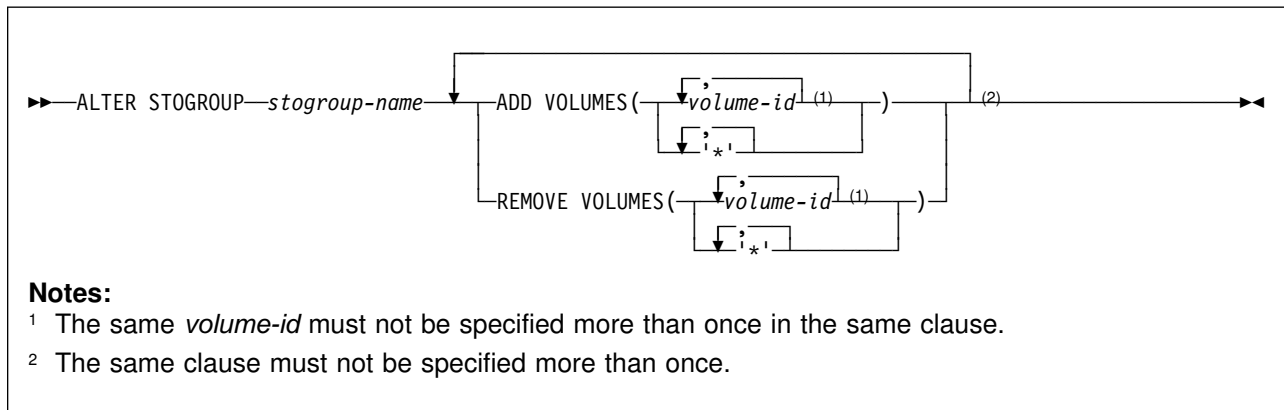 ,
ALTER STOGROUP stogroup-name ADD VOLUMES( volume-id (1) ) (2)
,
'*'
,
REMOVE VOLUMES( volume-id (1) )
,
'*'
Notes:
1 The same volume-id must not be specified more than once in the same clause.
2 The same clause must not be specified more than once.